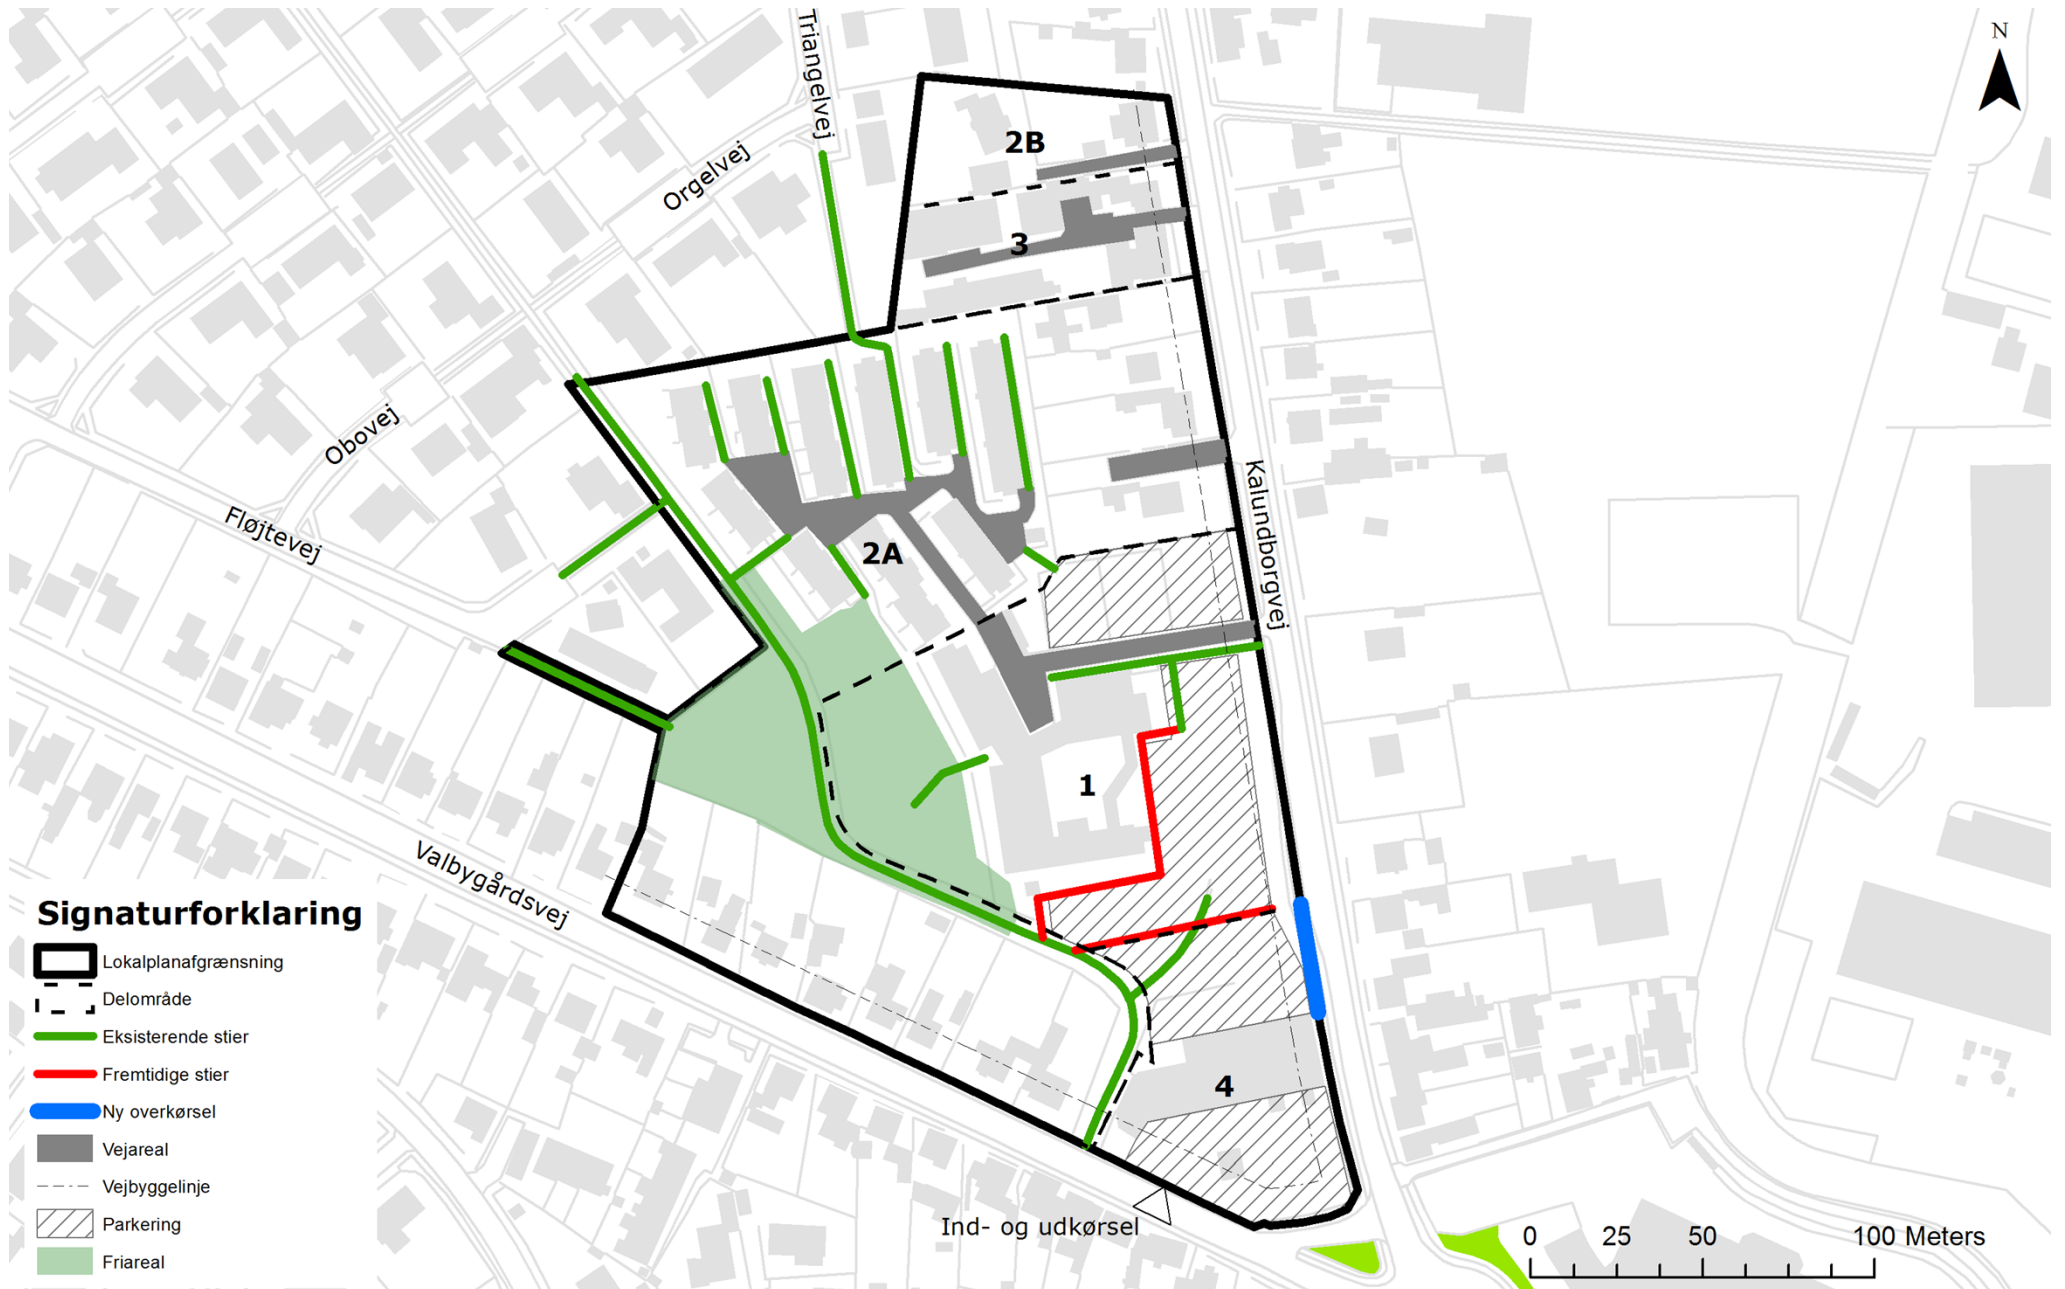 N
Triangelvej
Orgelvej
2B
3
Obovej
Fløjtevej
Kalundborgvej
2A
1
Valbygårdsvej
4
Ind- og udkørsel
Signaturforklaring
Lokalplanafgrænsning
Delområde
Eksisterende stier
Fremtidige stier
Ny overkørsel
Vejareal
Vejbyggelinje
Parkering
Friareal
0 25 50 100 Meters